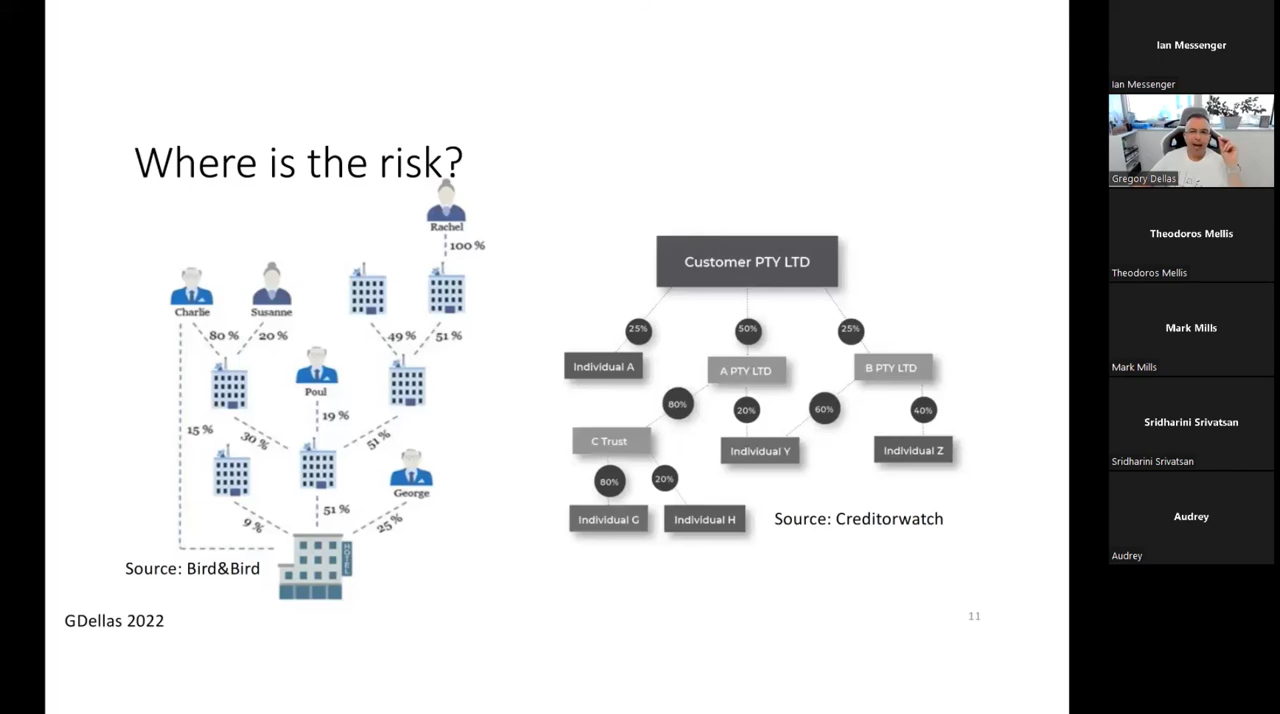 Where is the risk?
Rachel
100 %
Charlie
Susanne
80 %
20 %
49 %
51 %
Poul
19 %
15 %
30 %
51 %
George
9 %
51 %
25 %
HOTEL
Source: Bird&Bird
Customer PTY LTD
25%
50%
25%
Individual A
A PTY LTD
B PTY LTD
80%
20%
60%
40%
C Trust
Individual Y
Individual Z
80%
20%
Individual G
Individual H
Source: Creditorwatch
GDellas 2022
11
Ian Messenger
Ian Messenger
Gregory Dellas
Theodoros Mellis
Theodoros Mellis
Mark Mills
Mark Mills
Sridharini Srivatsan
Sridharini Srivatsan
Audrey
Audrey